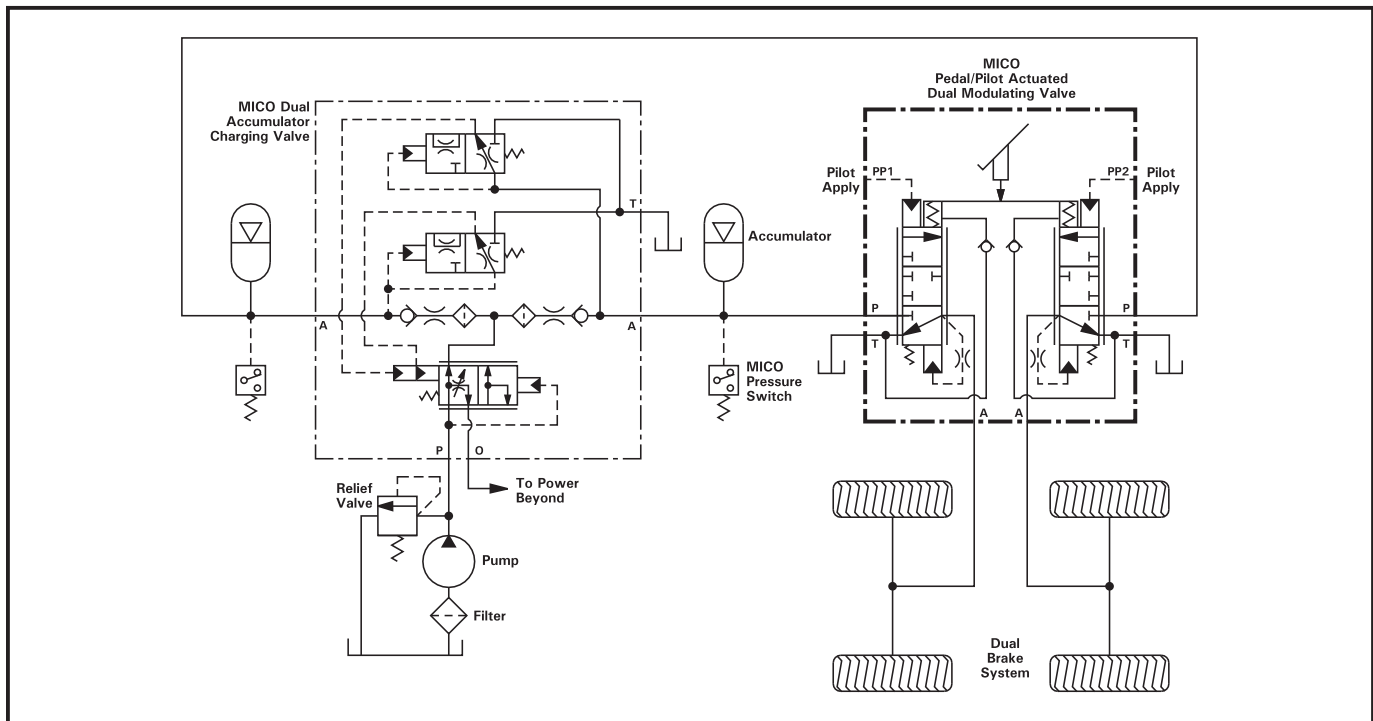 MICO
Pedal/Pilot Actuated
Dual Modulating Valve
MICO Dual
Accumulator
Charging Valve
Pilot
Apply
PP1
PP2
Pilot
Apply
T
Accumulator
A
A
P
T
P
T
MICO
Pressure
Switch
A
A
P
O
To Power
Beyond
Relief
Valve
Pump
Filter
Dual
Brake
System